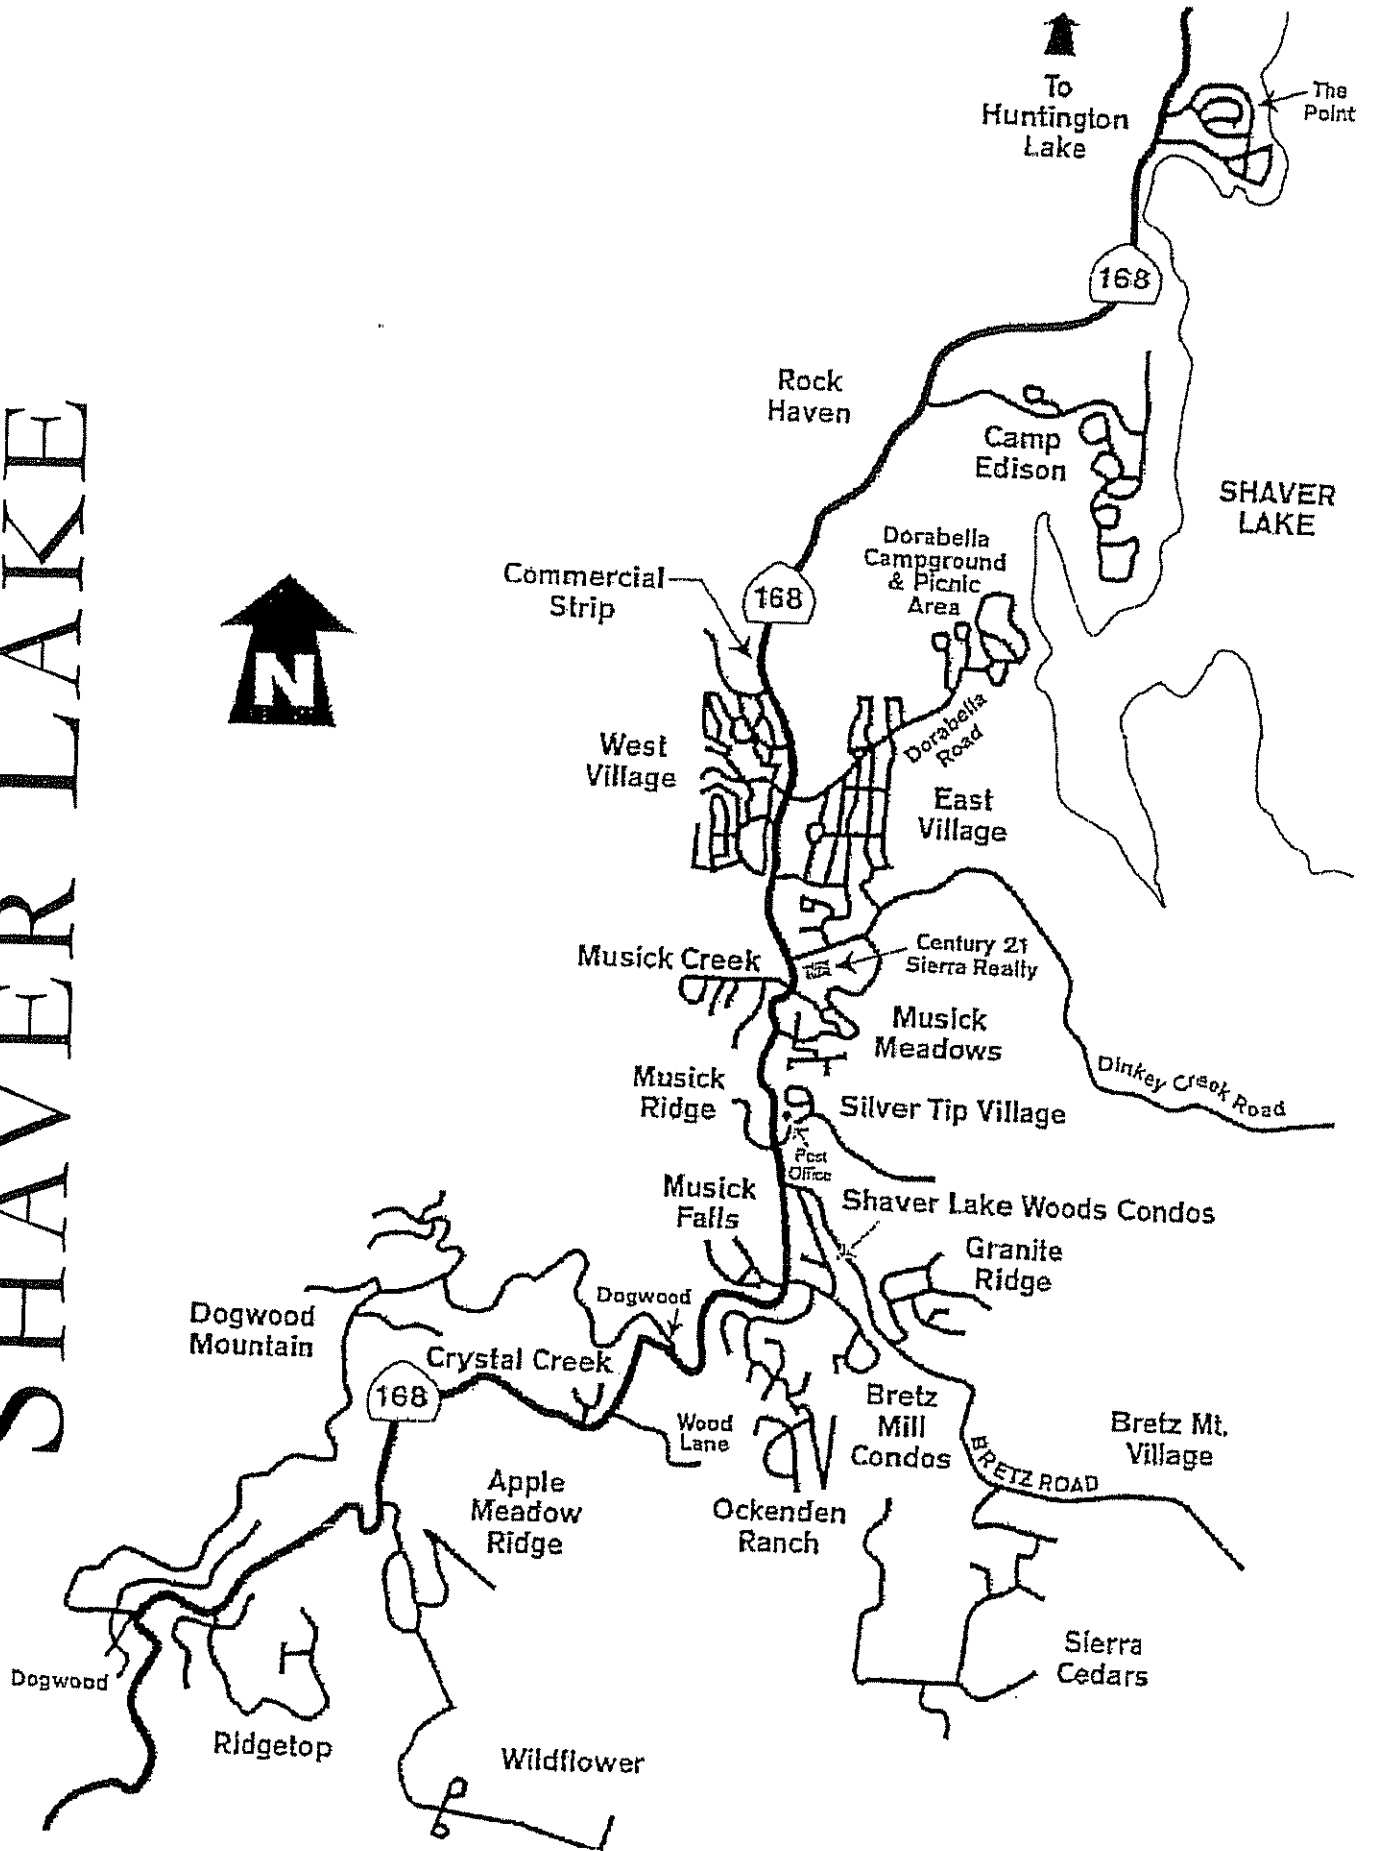 SHAVER LAKE
N
To
Huntington
Lake
The
Point
168
Rock
Haven
Camp
Edison
SHAVER
LAKE
Dorabella
Campground
& Picnic
Area
Commercial
Strip
168
West
Village
Dorabella
Road
East
Village
Musick Creek
Century 21
Sierra Realty
Musick
Meadows
Dinkey Creek Road
Musick
Ridge
Silver Tip Village
Post
Office
Musick
Falls
Shaver Lake Woods Condos
Granite
Ridge
Dogwood
Dogwood
Mountain
Crystal Creek
168
Wood
Lane
Bretz
Mill
Condos
Bretz Mt.
Village
BRETZ ROAD
Apple
Meadow
Ridge
Ockenden
Ranch
Sierra
Cedars
Dogwood
Ridgetop
Wildflower